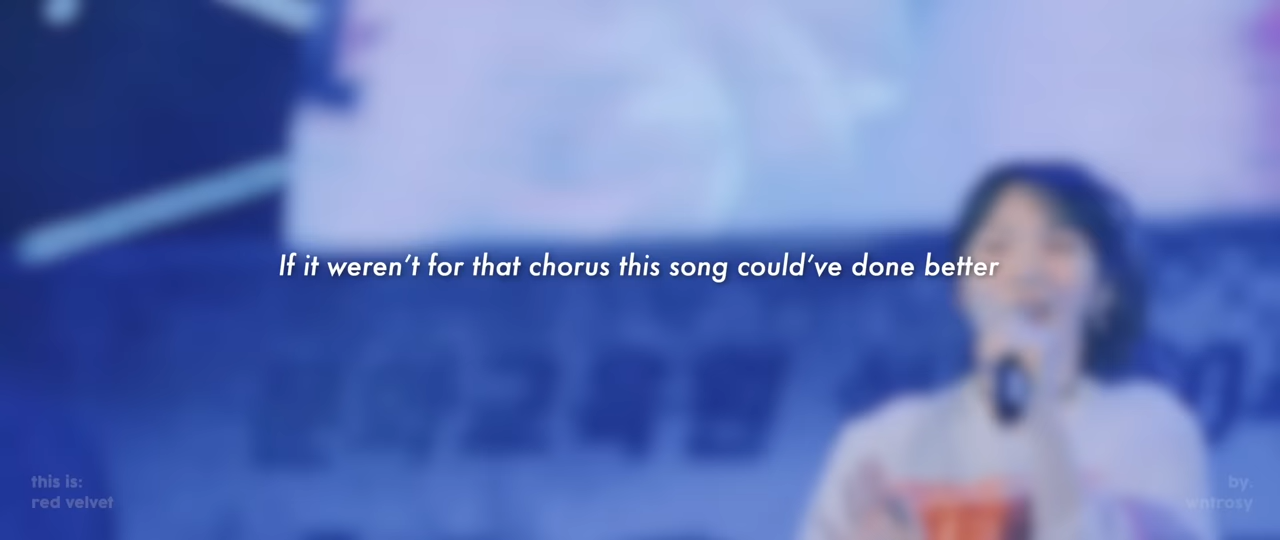 If it weren't for that chorus this song could've done better
this is:
red velvet
by.
wntrosy